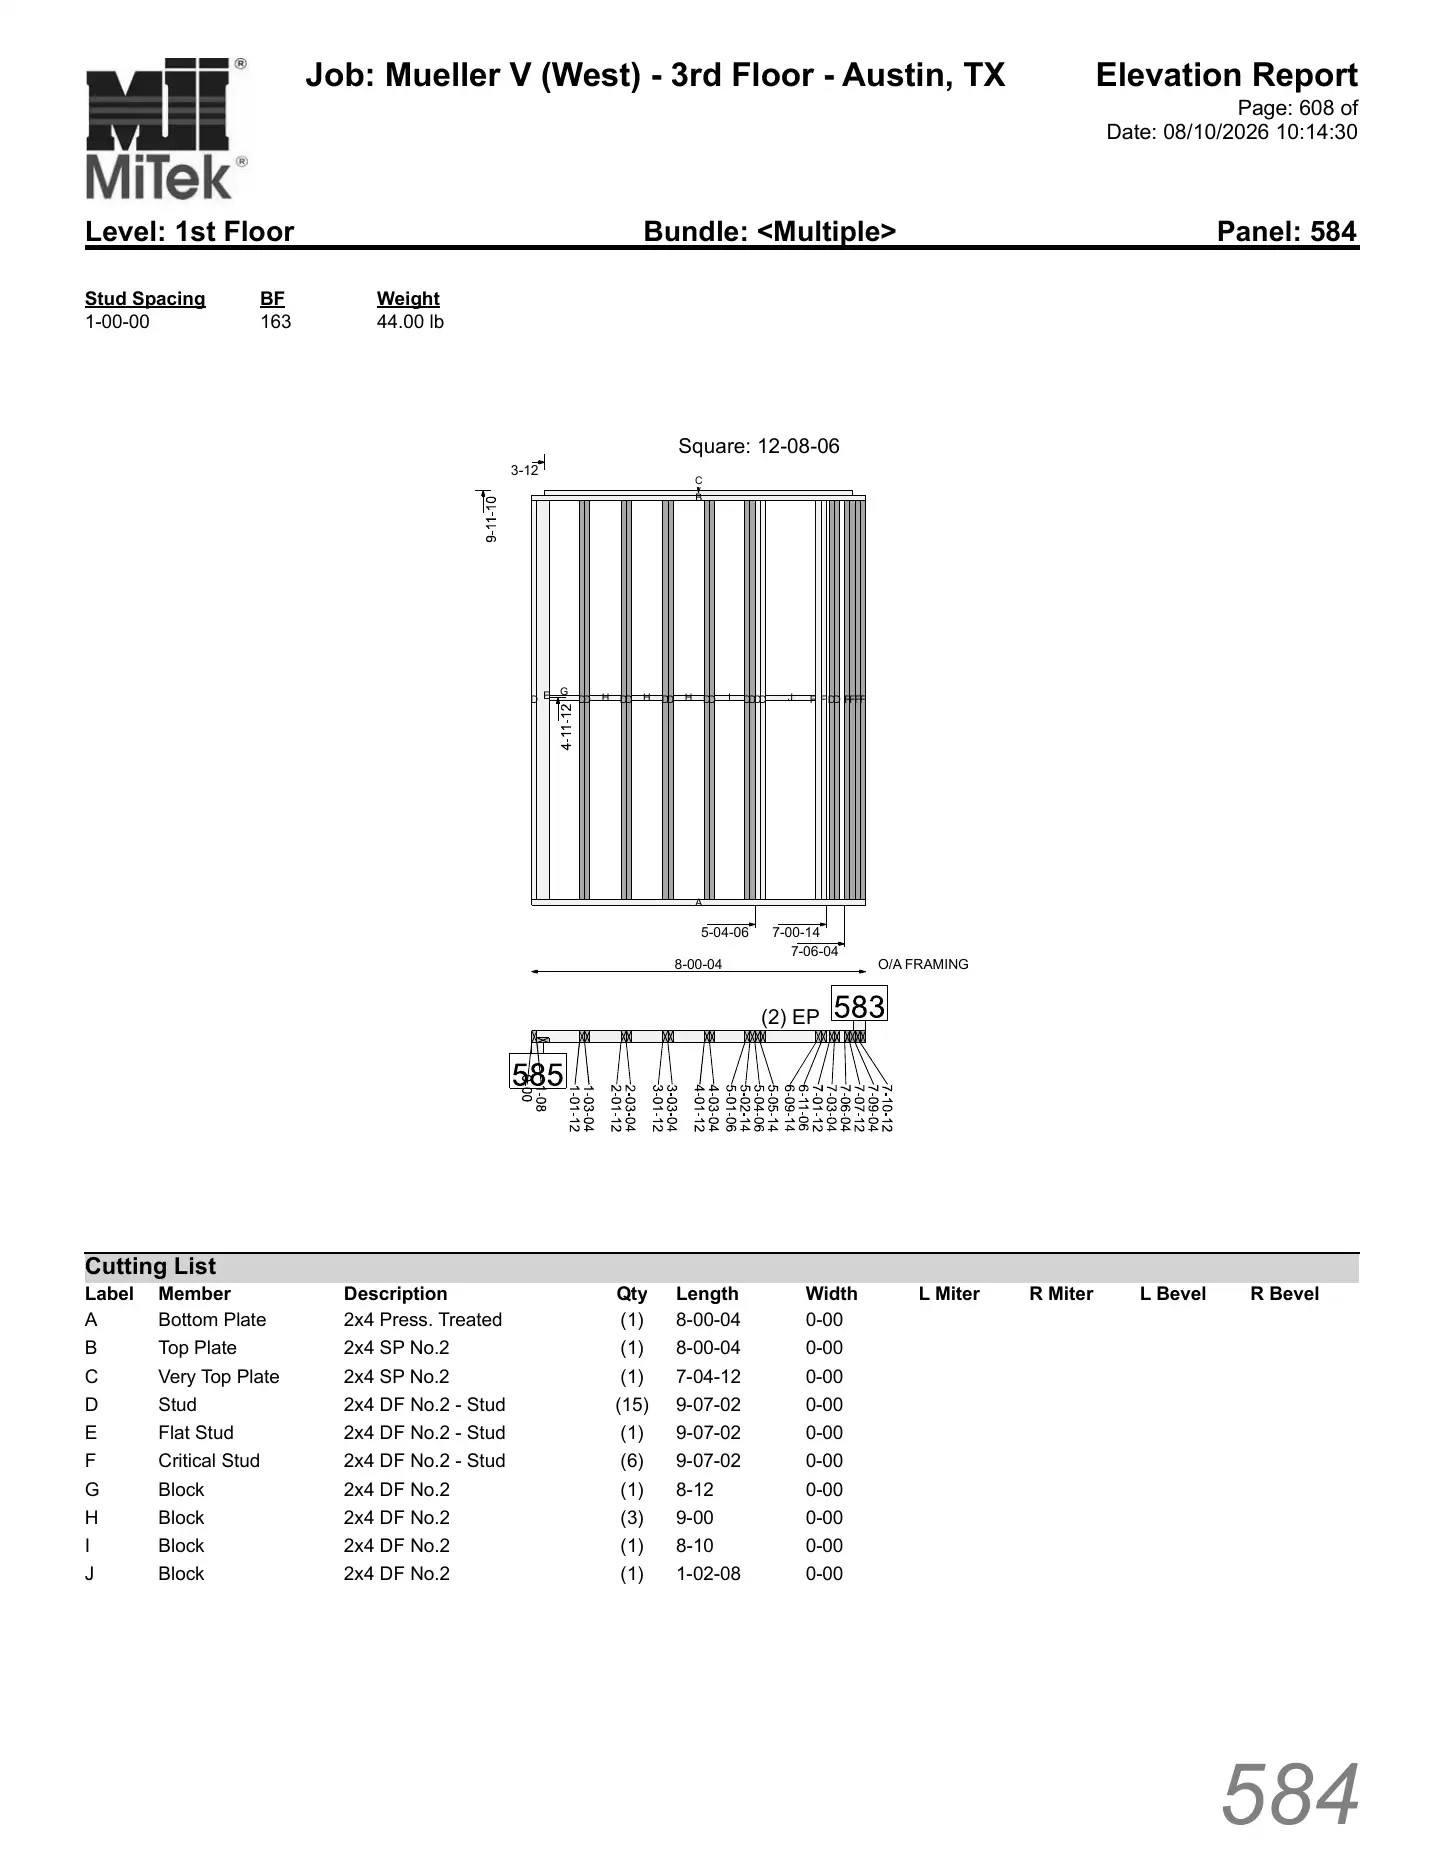 MiTek®
Job: Mueller V (West) - 3rd Floor - Austin, TX
Elevation Report
Page: 608 of
Date: 08/10/2026 10:14:30
Level: 1st Floor Bundle: <Multiple> Panel: 584
Stud Spacing BF Weight
1-00-00 163 44.00 lb
Square: 12-08-06
3-12
C
B
9-11-10
D E G H H H I J
4-11-12
A
5-04-06 7-00-14
7-06-04
8-00-04 O/A FRAMING
(2) EP 583
585
1-08 1-01-12 1-03-04 2-01-12 2-03-04 3-01-12 3-03-04 4-01-12 4-03-04 5-01-06 5-02-14 5-04-06 5-05-14 6-09-14 6-11-06 7-01-12 7-03-04 7-06-04 7-07-12 7-09-04 7-10-12
Cutting List
Label Member Description Qty Length Width L Miter R Miter L Bevel R Bevel
A Bottom Plate 2x4 Press. Treated (1) 8-00-04 0-00
B Top Plate 2x4 SP No.2 (1) 8-00-04 0-00
C Very Top Plate 2x4 SP No.2 (1) 7-04-12 0-00
D Stud 2x4 DF No.2 - Stud (15) 9-07-02 0-00
E Flat Stud 2x4 DF No.2 - Stud (1) 9-07-02 0-00
F Critical Stud 2x4 DF No.2 - Stud (6) 9-07-02 0-00
G Block 2x4 DF No.2 (1) 8-12 0-00
H Block 2x4 DF No.2 (3) 9-00 0-00
I Block 2x4 DF No.2 (1) 8-10 0-00
J Block 2x4 DF No.2 (1) 1-02-08 0-00
584